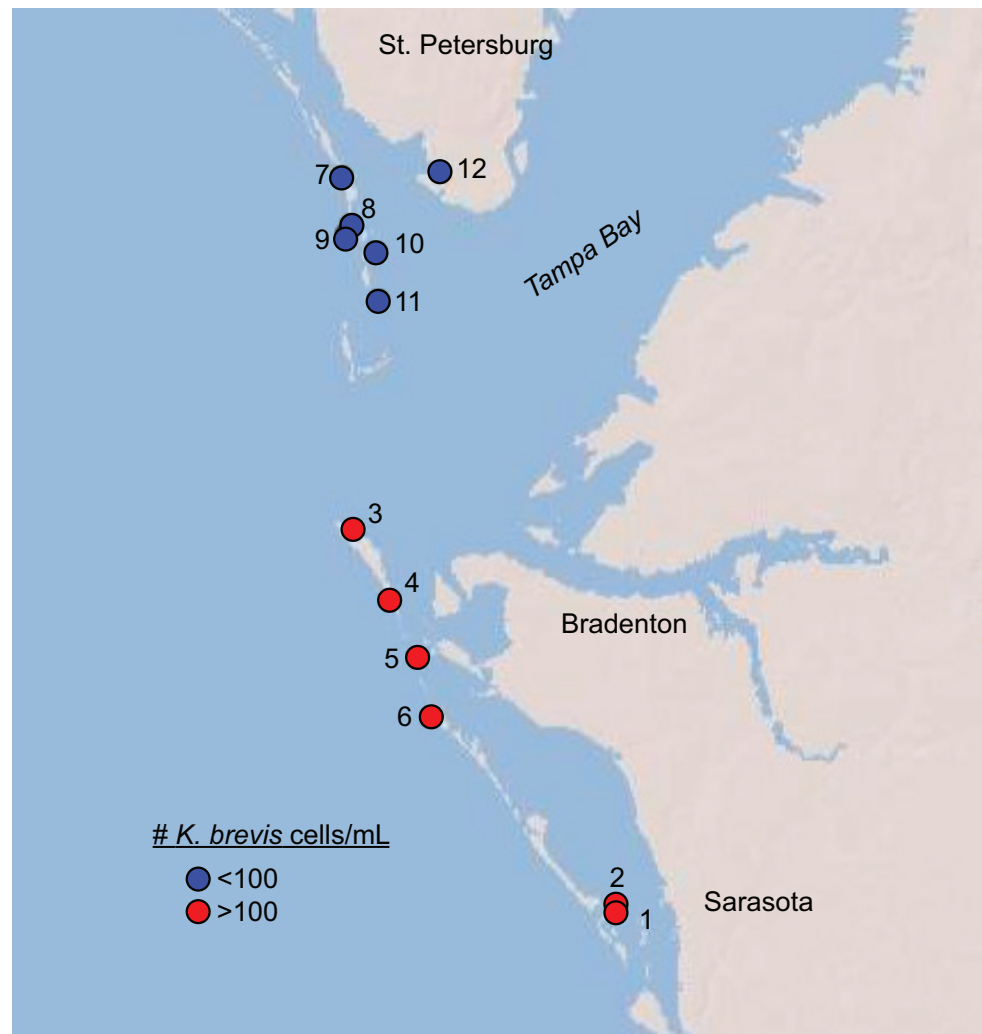 St. Petersburg
7
12
8
9
10
Tampa Bay
11
3
4
Bradenton
5
6
# K. brevis cells/mL
<100
>100
2
Sarasota
1